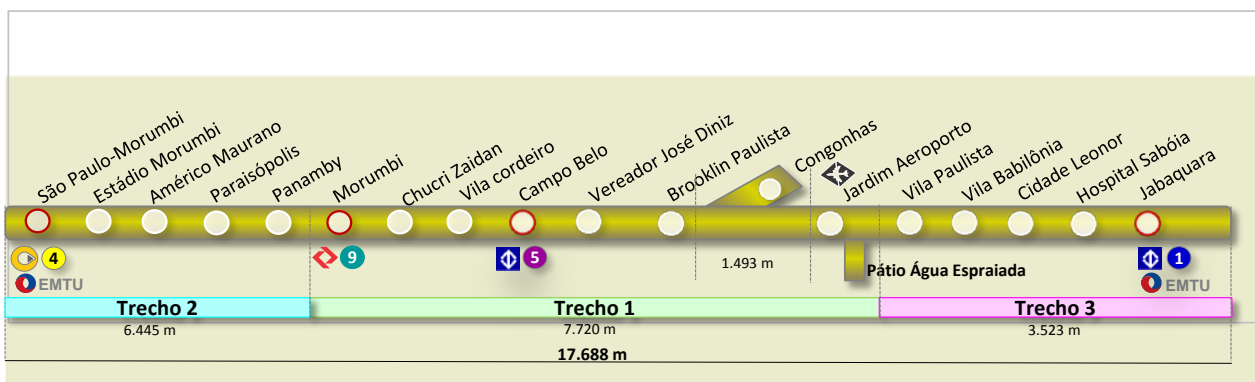 São Paulo-Morumbi
Estádio Morumbi
Américo Maurano
Paraisópolis
Panamby
Morumbi
Chucri Zaidan
Vila cordeiro
Campo Belo
Vereador José Diniz
Brooklin Paulista
Congonhas
Jardim Aeroporto
Vila Paulista
Vila Babilônia
Cidade Leonor
Hospital Sabóia
Jabaquara
4
EMTU
9
5
1.493 m
Pátio Água Espraiada
1
EMTU
Trecho 2
Trecho 1
Trecho 3
6.445 m
7.720 m
3.523 m
17.688 m